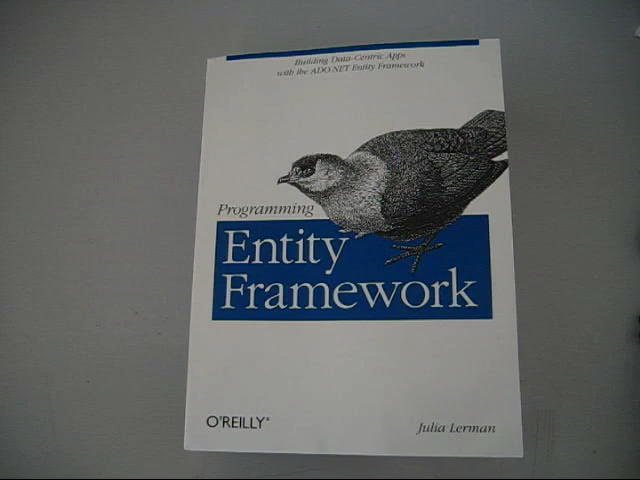 Building Data-Centric Apps
with the ADO.NET Entity Framework
Programming
Entity
Framework
O'REILLY®
Julia Lerman